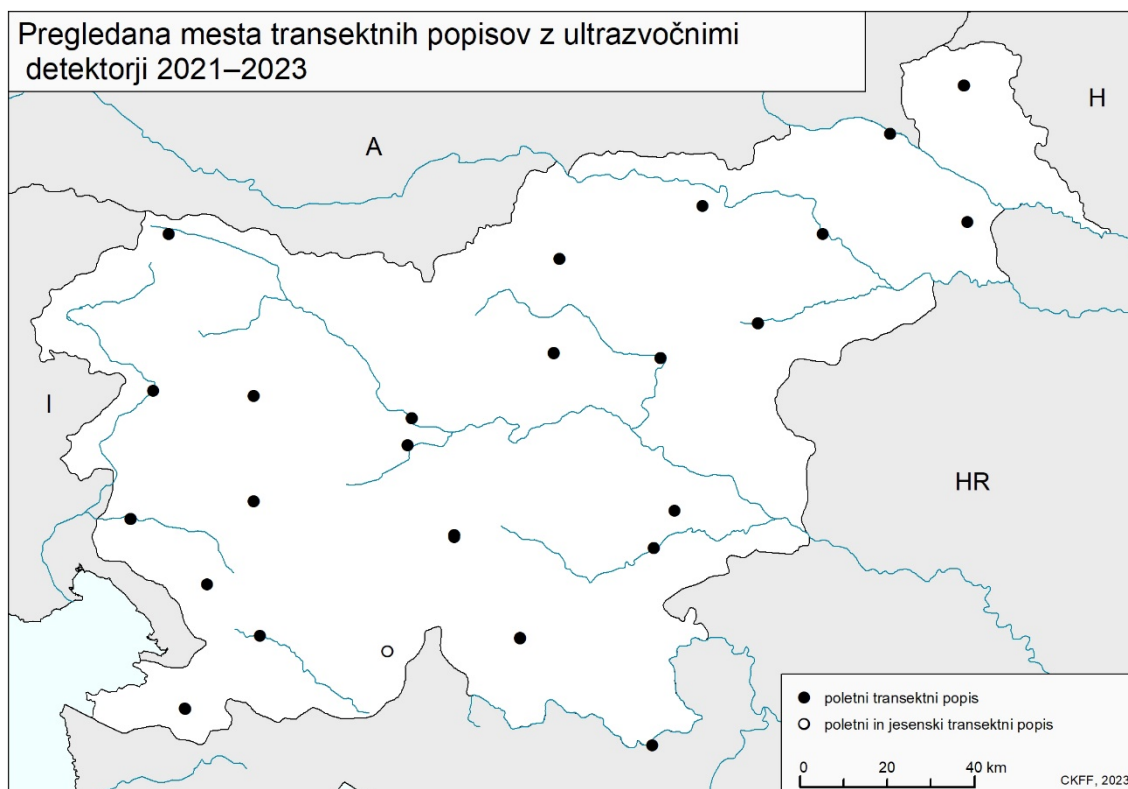 Pregledana mesta transektnih popisov z ultrazvočnimi
detektorji 2021–2023
H
A
I
HR
poletni transektni popis
poletni in jesenski transektni popis
0 20 40 km
CKFF, 2023